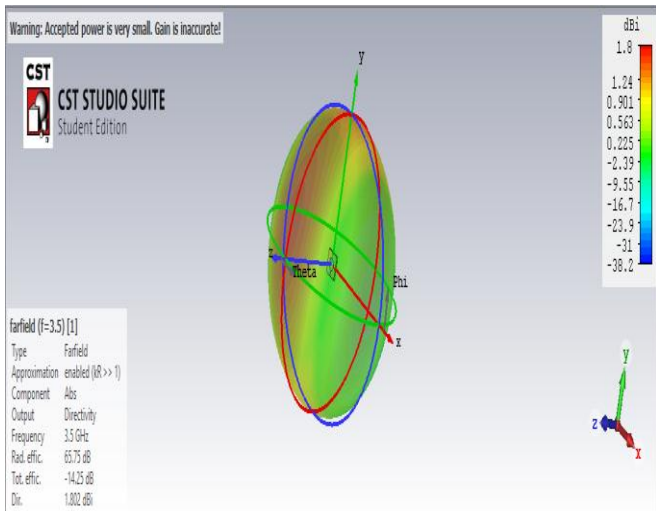 Warning: Accepted power is very small. Gain is inaccurate!
CST
CST STUDIO SUITE
Student Edition
dBi
1.8
1.24
0.901
0.563
0.225
-2.39
-9.55
-16.7
-23.9
-31
-38.2
y
z
Theta
Phi
x
farfield (f=3.5) [1]
Type Farfield
Approximation enabled (kR >> 1)
Component Abs
Output Directivity
Frequency 3.5 GHz
Rad. effic. 65.75 dB
Tot. effic. -14.25 dB
Dir. 1.802 dBi
y
z
x